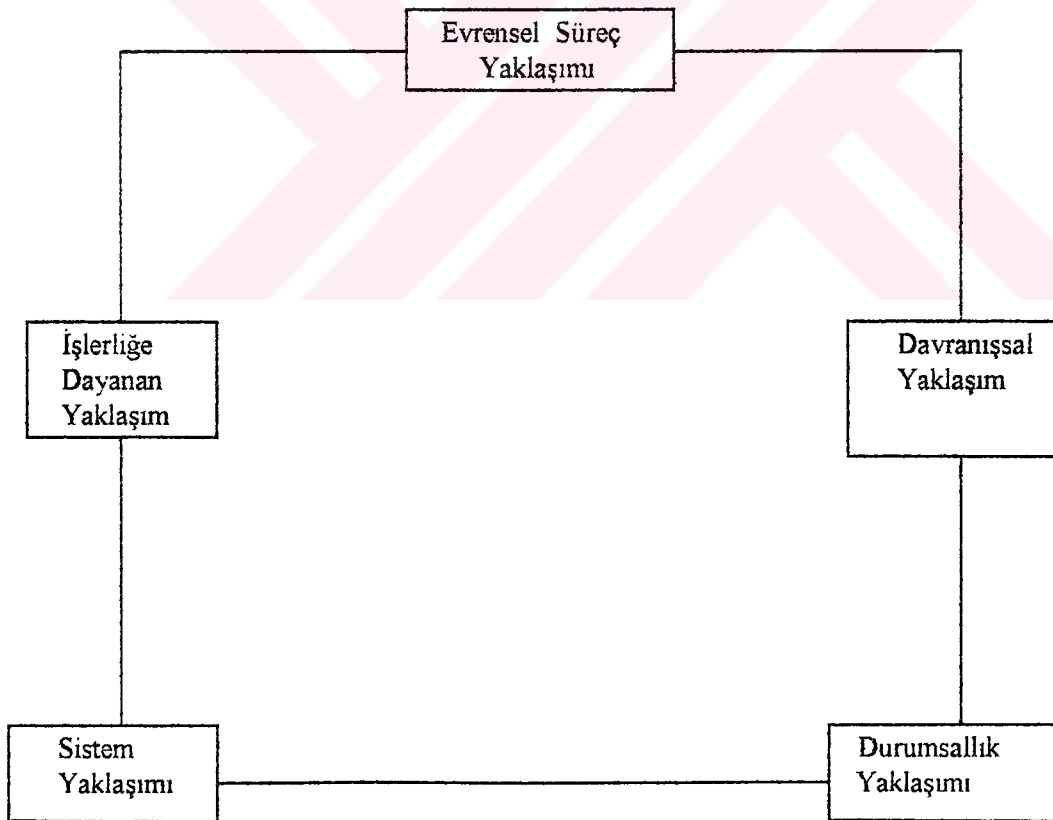 Evrensel Süreç
Yaklaşımı
İşlerliğe
Dayanan
Yaklaşım
Davranışsal
Yaklaşım
Sistem
Yaklaşımı
Durumsallık
Yaklaşımı